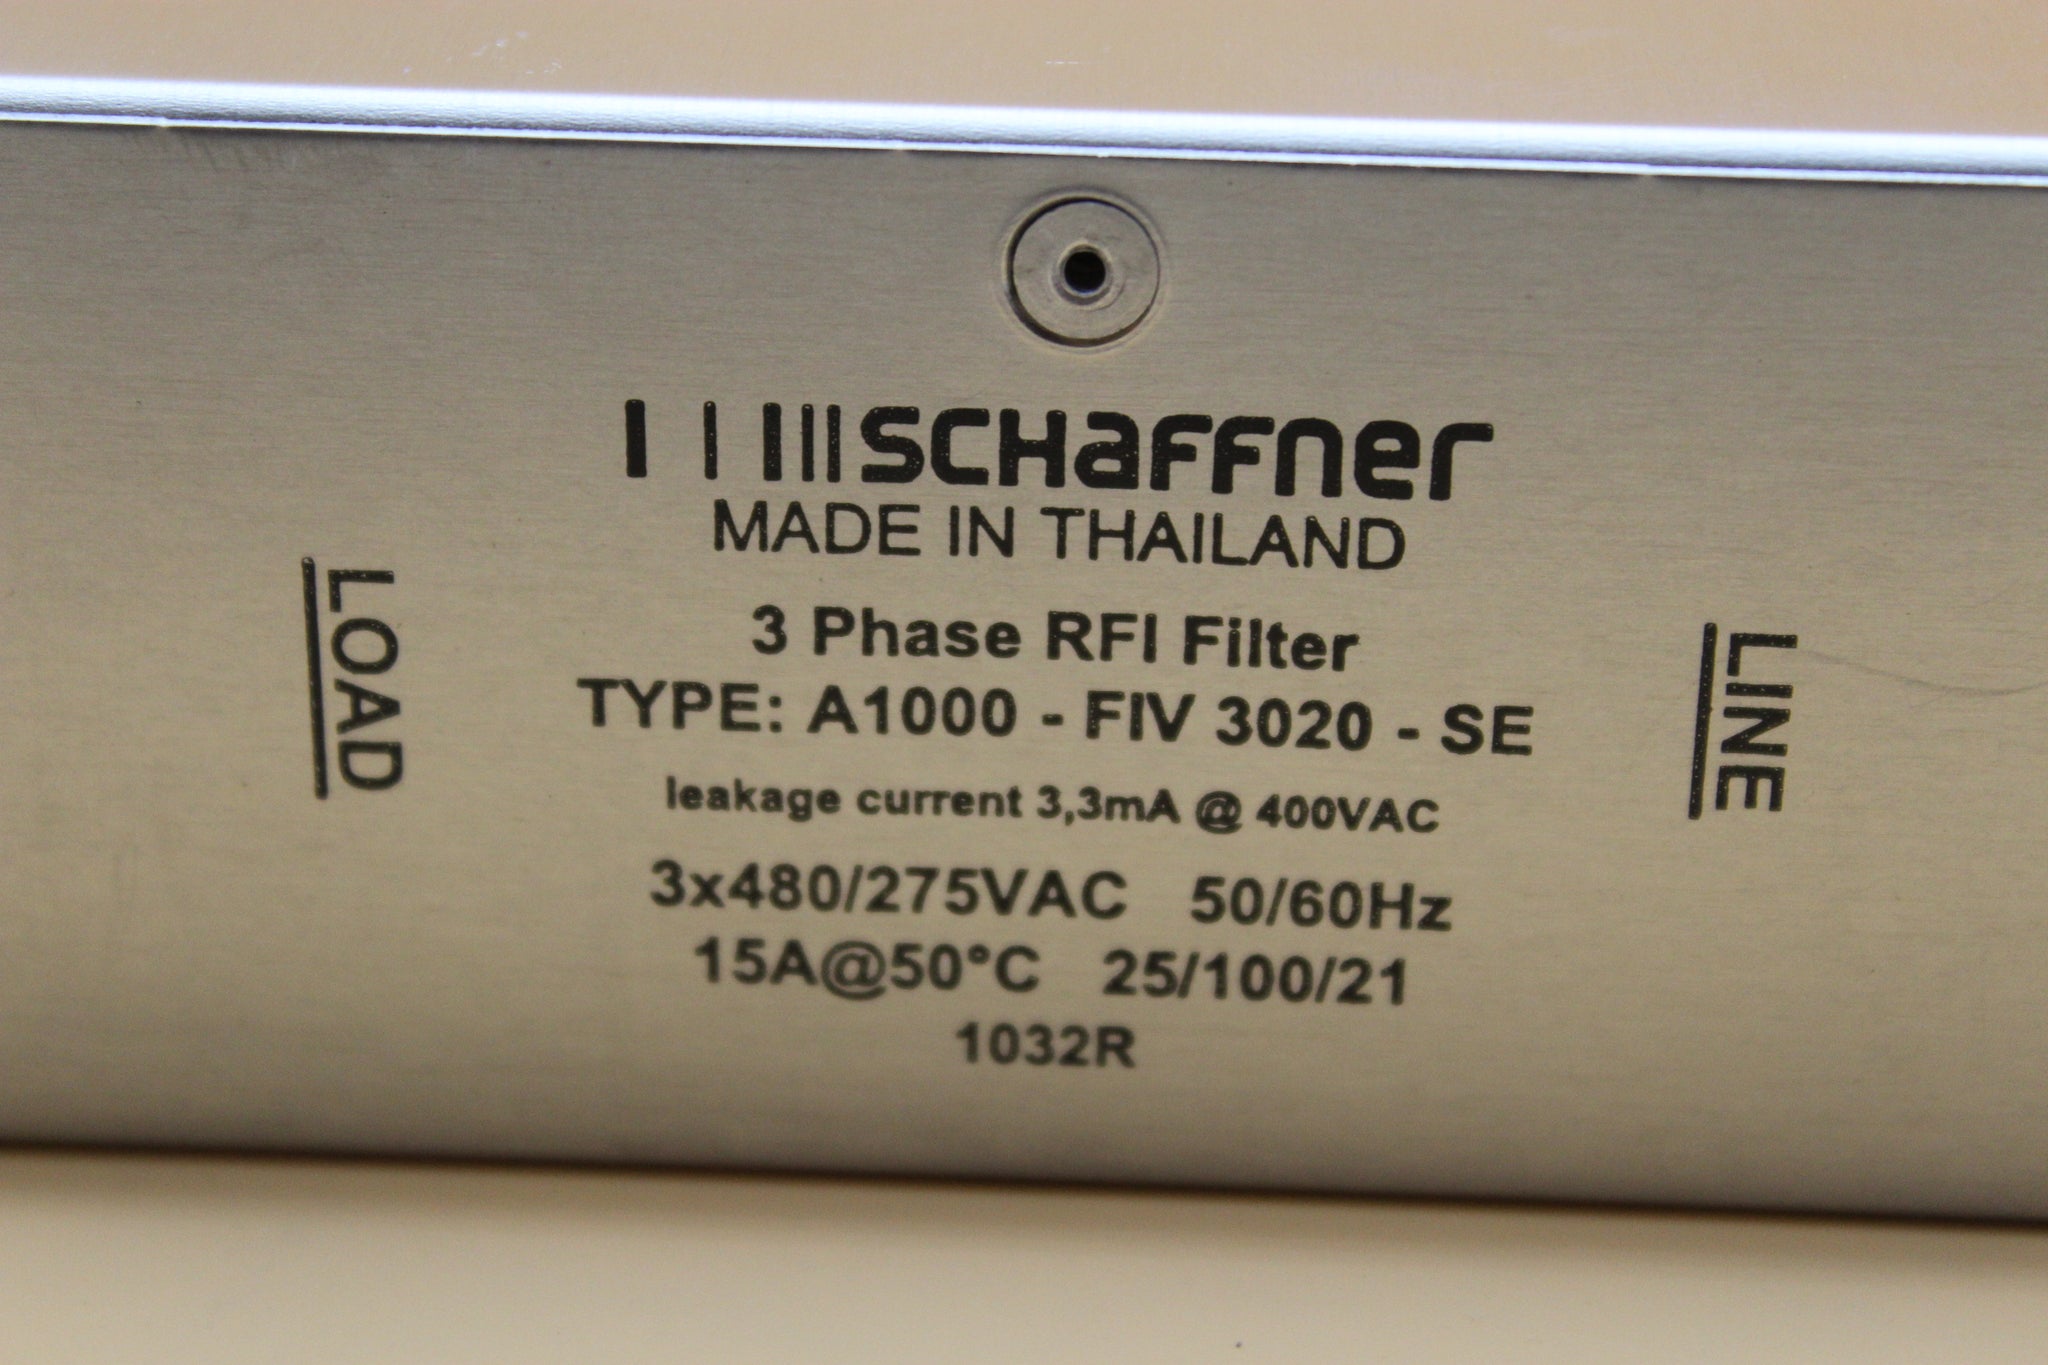 SCHaffner
MADE IN THAILAND
3 Phase RFI Filter
TYPE: A1000 - FIV 3020 - SE
leakage current 3,3mA @ 400VAC
3x480/275VAC 50/60Hz
15A@50°C 25/100/21
1032R
LOAD
LINE